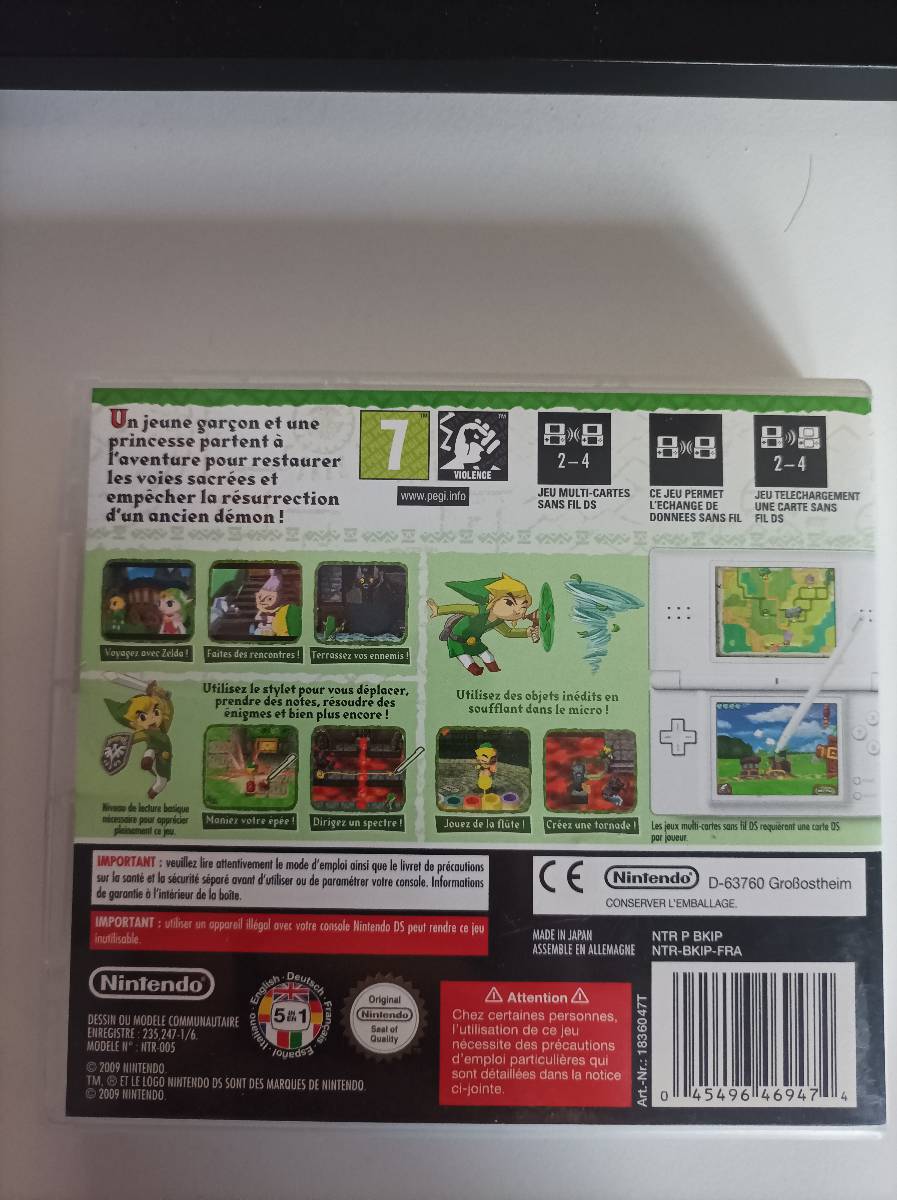 Un jeune garçon et une
princesse partent à
l'aventure pour restaurer
les voies sacrées et
empêcher la résurrection
d'un ancien démon !
7
TM
TM
VIOLENCE
www.pegi.info
2-4
JEU MULTI-CARTES
SANS FIL DS
CE JEU PERMET
L'ECHANGE DE
DONNEES SANS FIL
2-4
JEU TELECHARGEMENT
UNE CARTE SANS
FIL DS
Voyagez avec Zelda !
Faites des rencontres !
Terrassez vos ennemis !
Utilisez le stylet pour vous déplacer,
prendre des notes, résoudre des
énigmes et bien plus encore !
Niveau de lecture basique
nécessaire pour apprécier
pleinement ce jeu.
Maniez votre épée !
Dirigez un spectre !
Utilisez des objets inédits en
soufflant dans le micro !
Jouez de la flûte !
Créez une tornade !
Les jeux multi-cartes sans fil DS requièrent une carte DS
par joueur.
IMPORTANT : veuillez lire attentivement le mode d'emploi ainsi que le livret de précautions
sur la santé et la sécurité séparé avant d'utiliser ou de paramétrer votre console. Informations
de garantie à l'intérieur de la boîte.
IMPORTANT : utiliser un appareil illégal avec votre console Nintendo DS peut rendre ce jeu
inutilisable.
CE
Nintendo®
D-63760 Großostheim
CONSERVER L'EMBALLAGE.
MADE IN JAPAN
ASSEMBLE EN ALLEMAGNE
NTR P BKIP
NTR-BKIP-FRA
Nintendo®
DESSIN OU MODELE COMMUNAUTAIRE
ENREGISTRE : 235,247-1/6.
MODELE N° : NTR-005
© 2009 NINTENDO.
TM, ® ET LE LOGO NINTENDO DS SONT DES MARQUES DE NINTENDO.
© 2009 NINTENDO.
English · Deutsch · Français · Español · Italiano
5 IN EN 1
Original
Nintendo
Seal of
Quality
Attention
Chez certaines personnes,
l'utilisation de ce jeu
nécessite des précautions
d'emploi particulières qui
sont détaillées dans la notice
ci-jointe.
Art.-Nr.: 1836047T
0 45496 46947 4